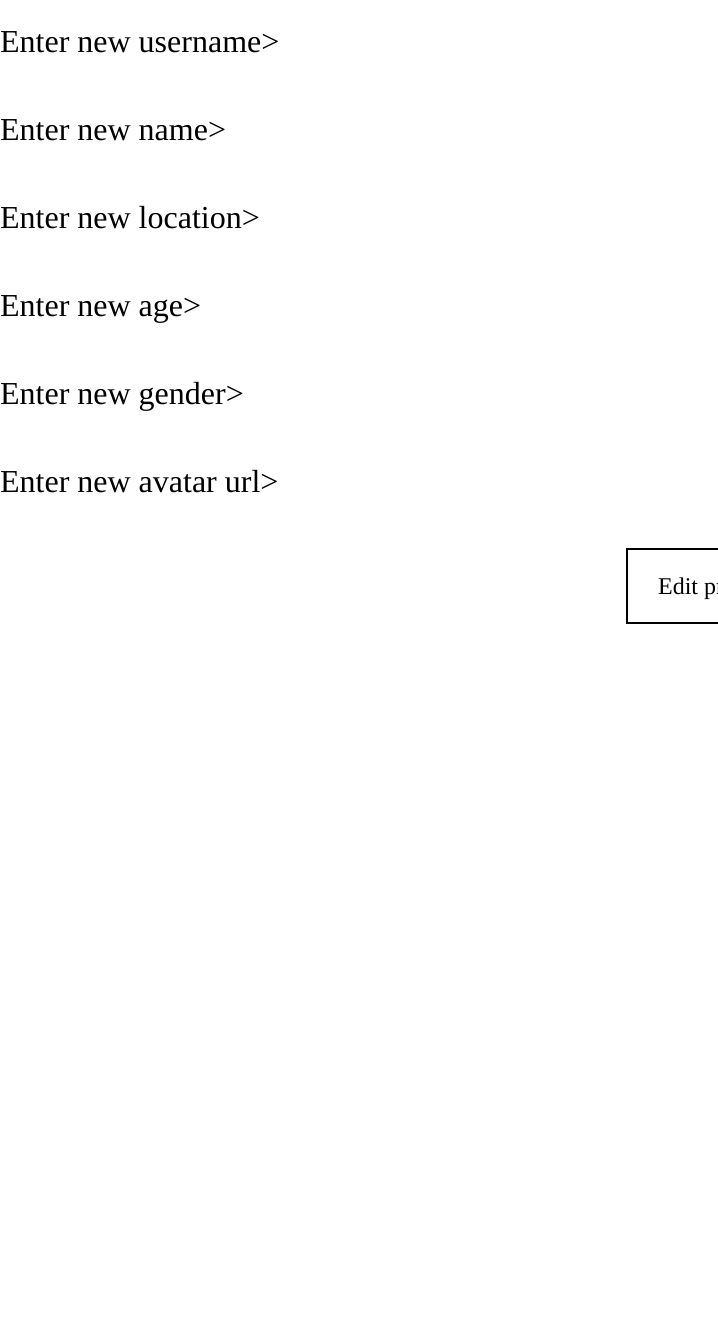 Enter new username>
Enter new name>
Enter new location>
Enter new age>
Enter new gender>
Enter new avatar url>
Edit